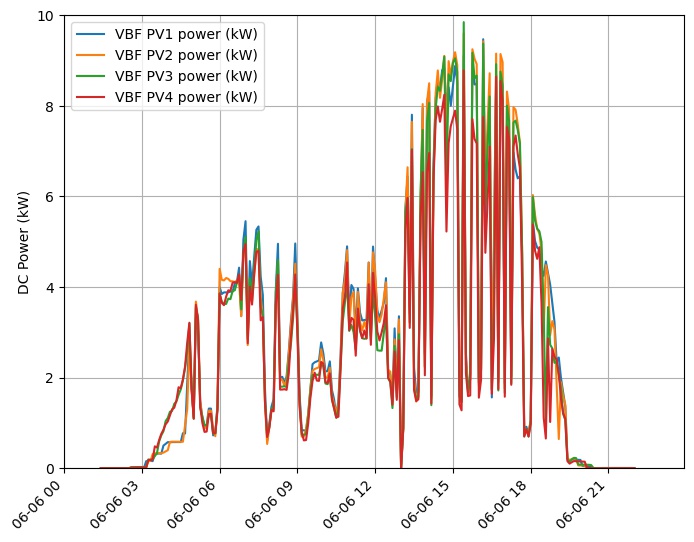 10
8
6
4
2
0
DC Power (kW)
VBF PV1 power (kW)
VBF PV2 power (kW)
VBF PV3 power (kW)
VBF PV4 power (kW)
06-06 00
06-06 03
06-06 06
06-06 09
06-06 12
06-06 15
06-06 18
06-06 21